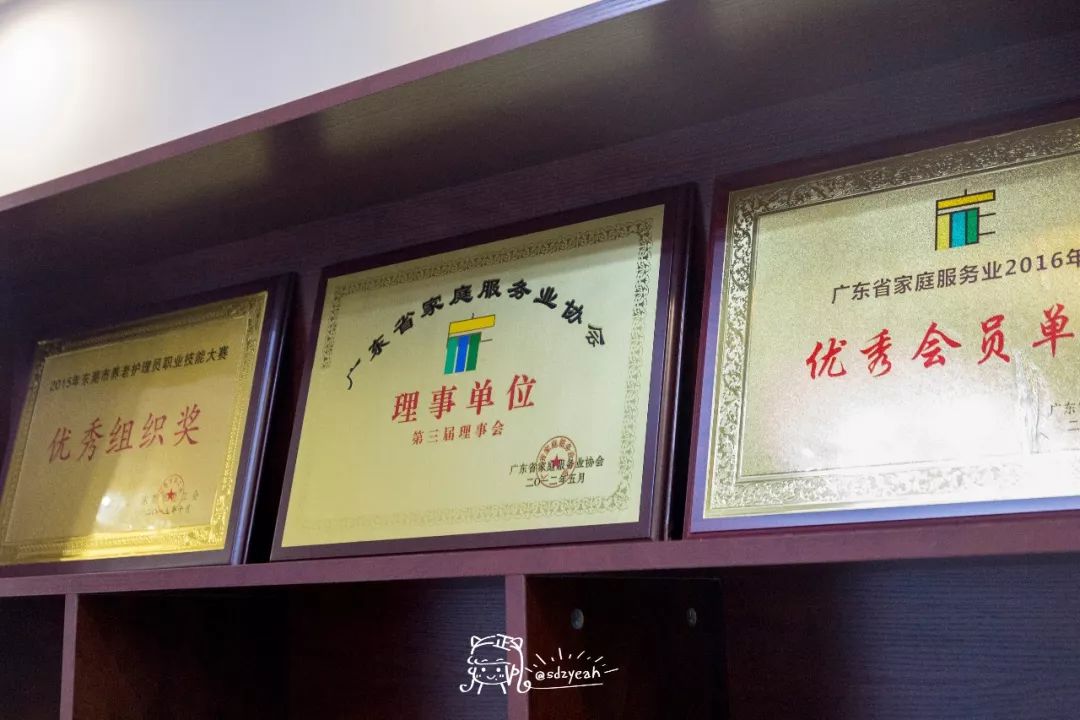 2015年东莞市养老护理员职业技能大赛
优秀组织奖
广东省家庭服务业协会
理事单位
第三届理事会
广东省家庭服务业协会
二〇一二年五月
广东省家庭服务业2016年
优秀会员单
@sdzyeah